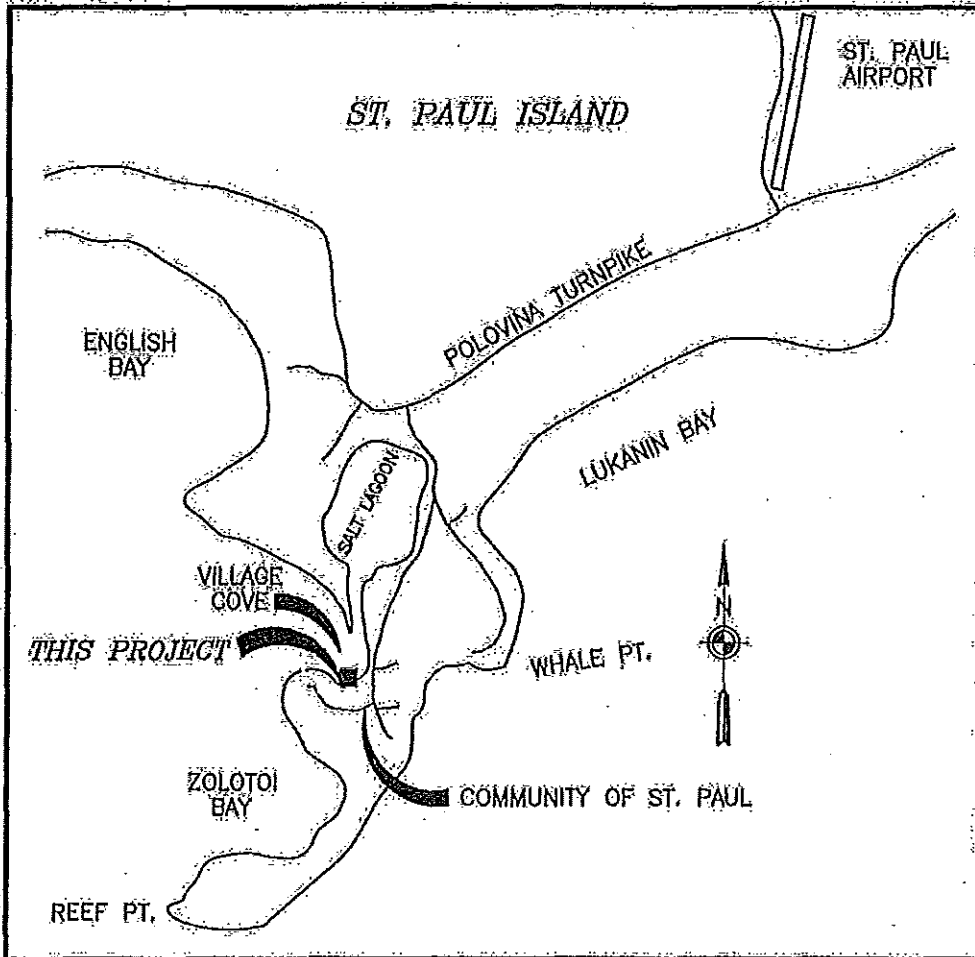 ST. PAUL
AIRPORT
ST. PAUL ISLAND
POLOVINA TURNPIKE
ENGLISH
BAY
LUKANIN BAY
SALT LAGOON
VILLAGE
COVE
N
THIS PROJECT
WHALE PT.
ZOLOTOI
BAY
COMMUNITY OF ST. PAUL
REEF PT.